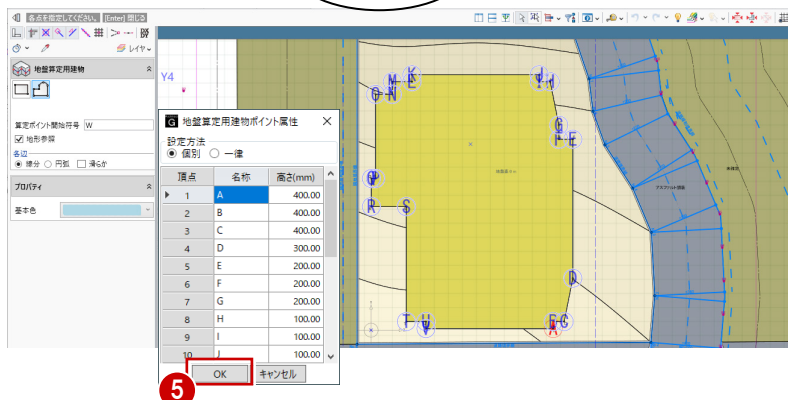 各点を指定してください。 [Enter] 閉じる
レイヤ
地盤算定用建物
算定ポイント開始符号 W
地形参照
各辺
線分 円弧 滑らか
プロパティ
基本色
Y4
地盤算定用建物ポイント属性
設定方法
個別 一律
頂点 名称 高さ(mm)
1 A 400.00
2 B 400.00
3 C 400.00
4 D 300.00
5 E 200.00
6 F 200.00
7 G 200.00
8 H 100.00
9 I 100.00
10 J 100.00
OK キャンセル
5
K
M L
O N
J I
H
G
F E
R S
D
T U
B C
A